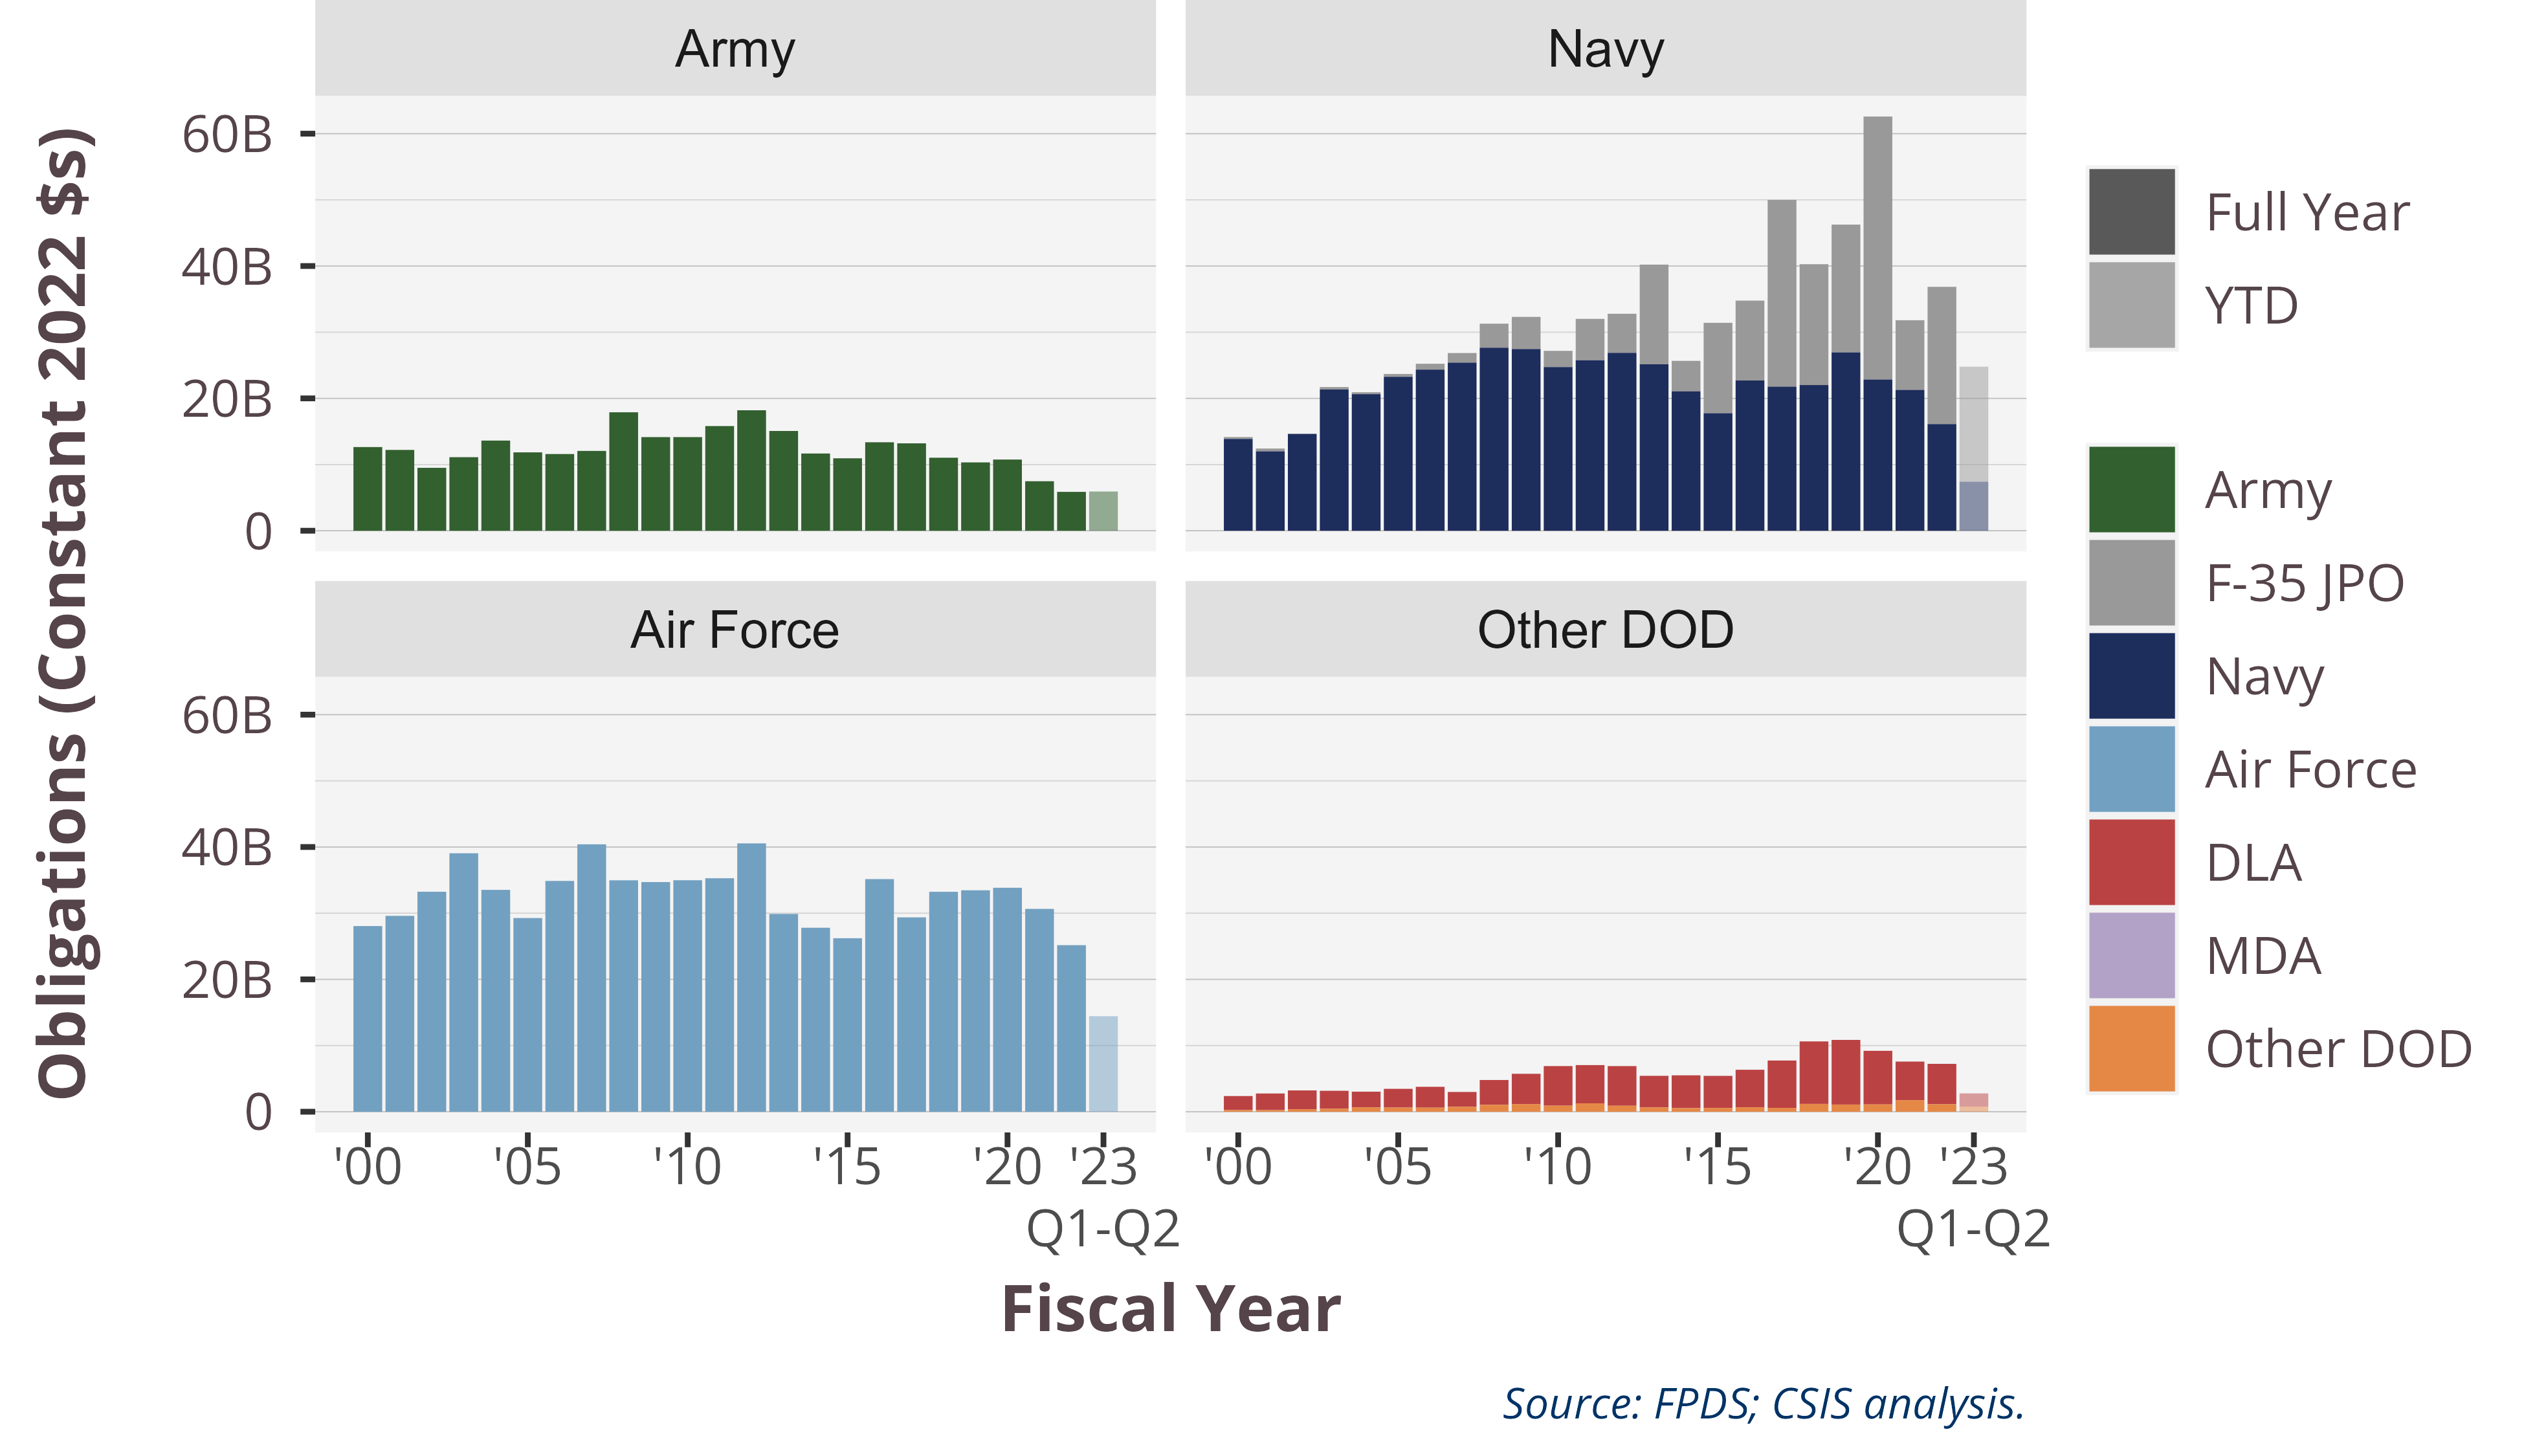 Army
Navy
Obligations (Constant 2022 $s)
60B
40B
20B
0
Air Force
Other DOD
60B
40B
20B
0
'00 '05 '10 '15 '20 '23
Q1-Q2
'00 '05 '10 '15 '20 '23
Q1-Q2
Fiscal Year
Full Year
YTD
Army
F-35 JPO
Navy
Air Force
DLA
MDA
Other DOD
Source: FPDS; CSIS analysis.